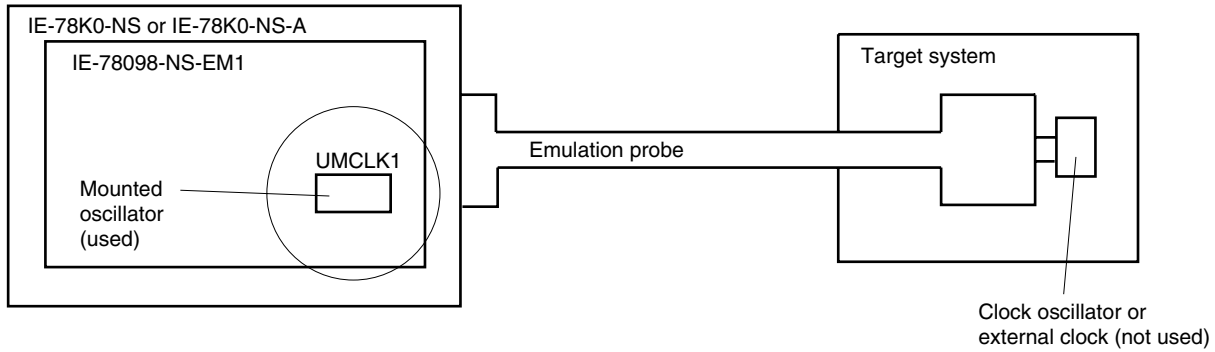 IE-78K0-NS or IE-78K0-NS-A
IE-78098-NS-EM1
UMCLK1
Mounted
oscillator
(used)
Emulation probe
Target system
Clock oscillator or
external clock (not used)